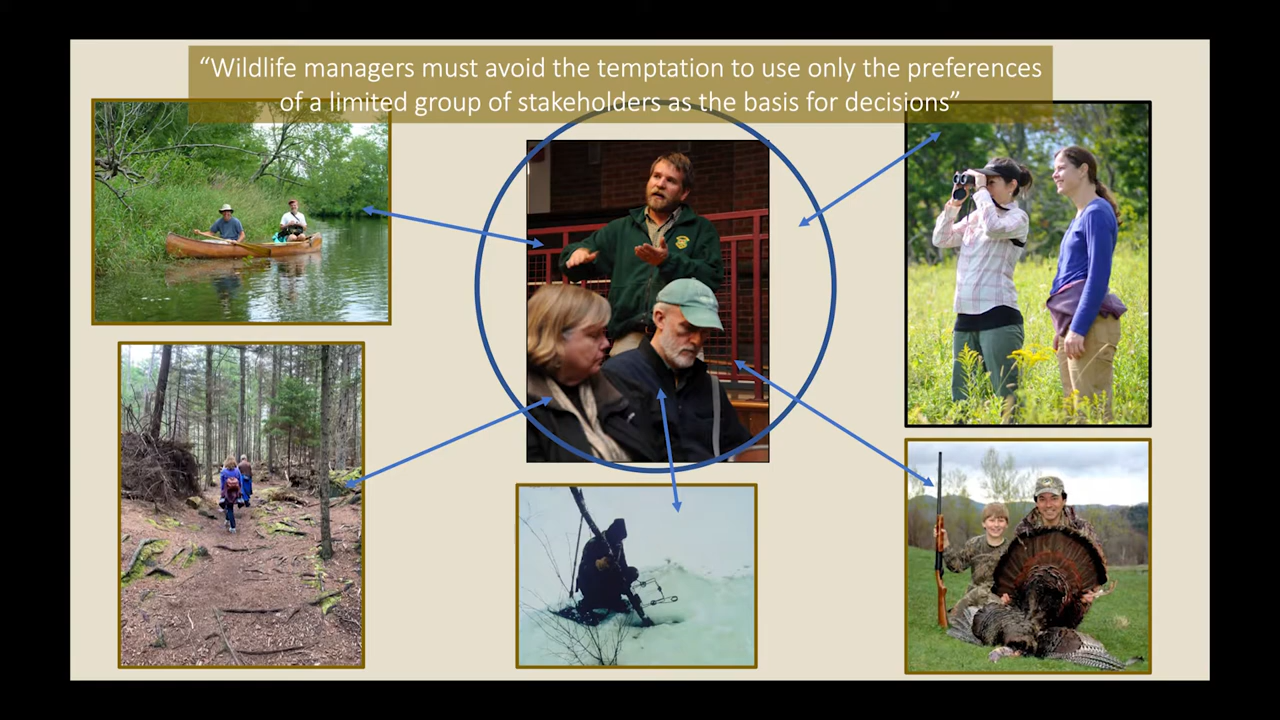 “Wildlife managers must avoid the temptation to use only the preferences
of a limited group of stakeholders as the basis for decisions”